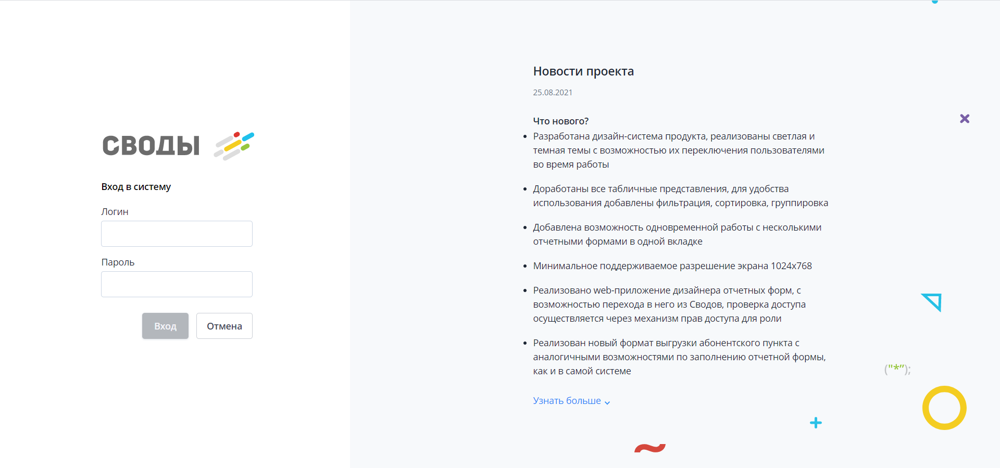 СВОДЫ
Вход в систему
Логин
Пароль
Вход
Отмена
Новости проекта
25.08.2021
Что нового?
Разработана дизайн-система продукта, реализованы светлая и
темная темы с возможностью их переключения пользователями
во время работы
Доработаны все табличные представления, для удобства
использования добавлены фильтрация, сортировка, группировка
Добавлена возможность одновременной работы с несколькими
отчетными формами в одной вкладке
Минимальное поддерживаемое разрешение экрана 1024x768
Реализовано web-приложение дизайнера отчетных форм, с
возможностью перехода в него из Сводов, проверка доступа
осуществляется через механизм прав доступа для роли
Реализован новый формат выгрузки абонентского пункта с
аналогичными возможностями по заполнению отчетной формы,
как и в самой системе
("*");
Узнать больше